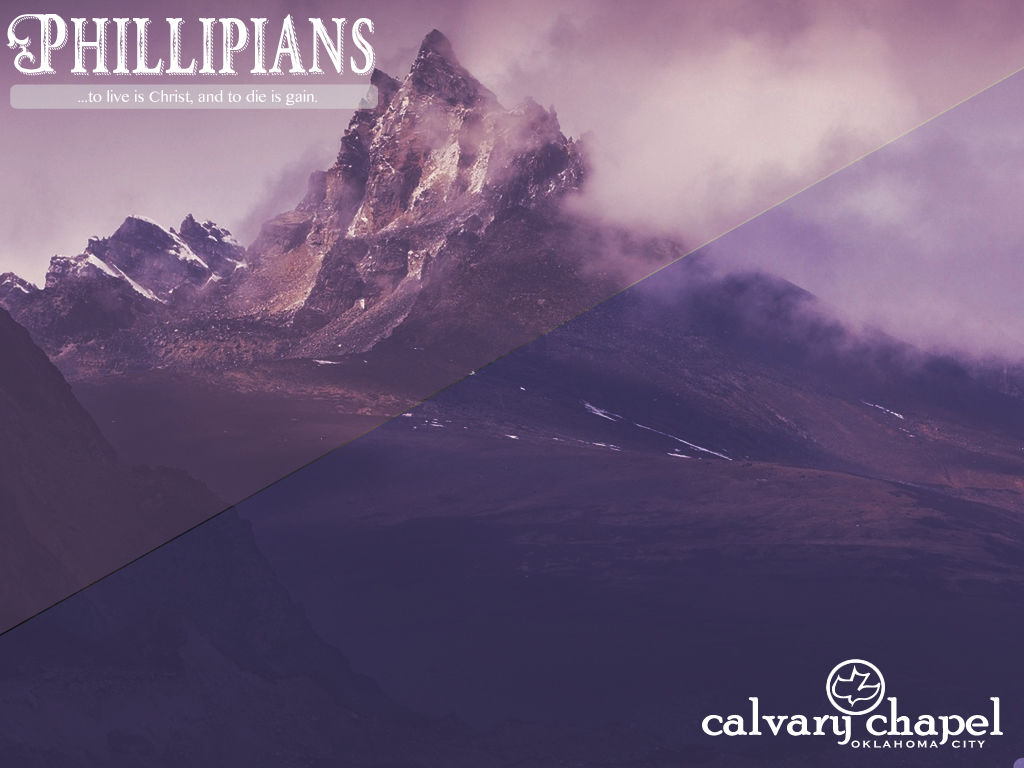 PHILLIPIANS
...to live is Christ, and to die is gain.
calvary chapel
OKLAHOMA CITY